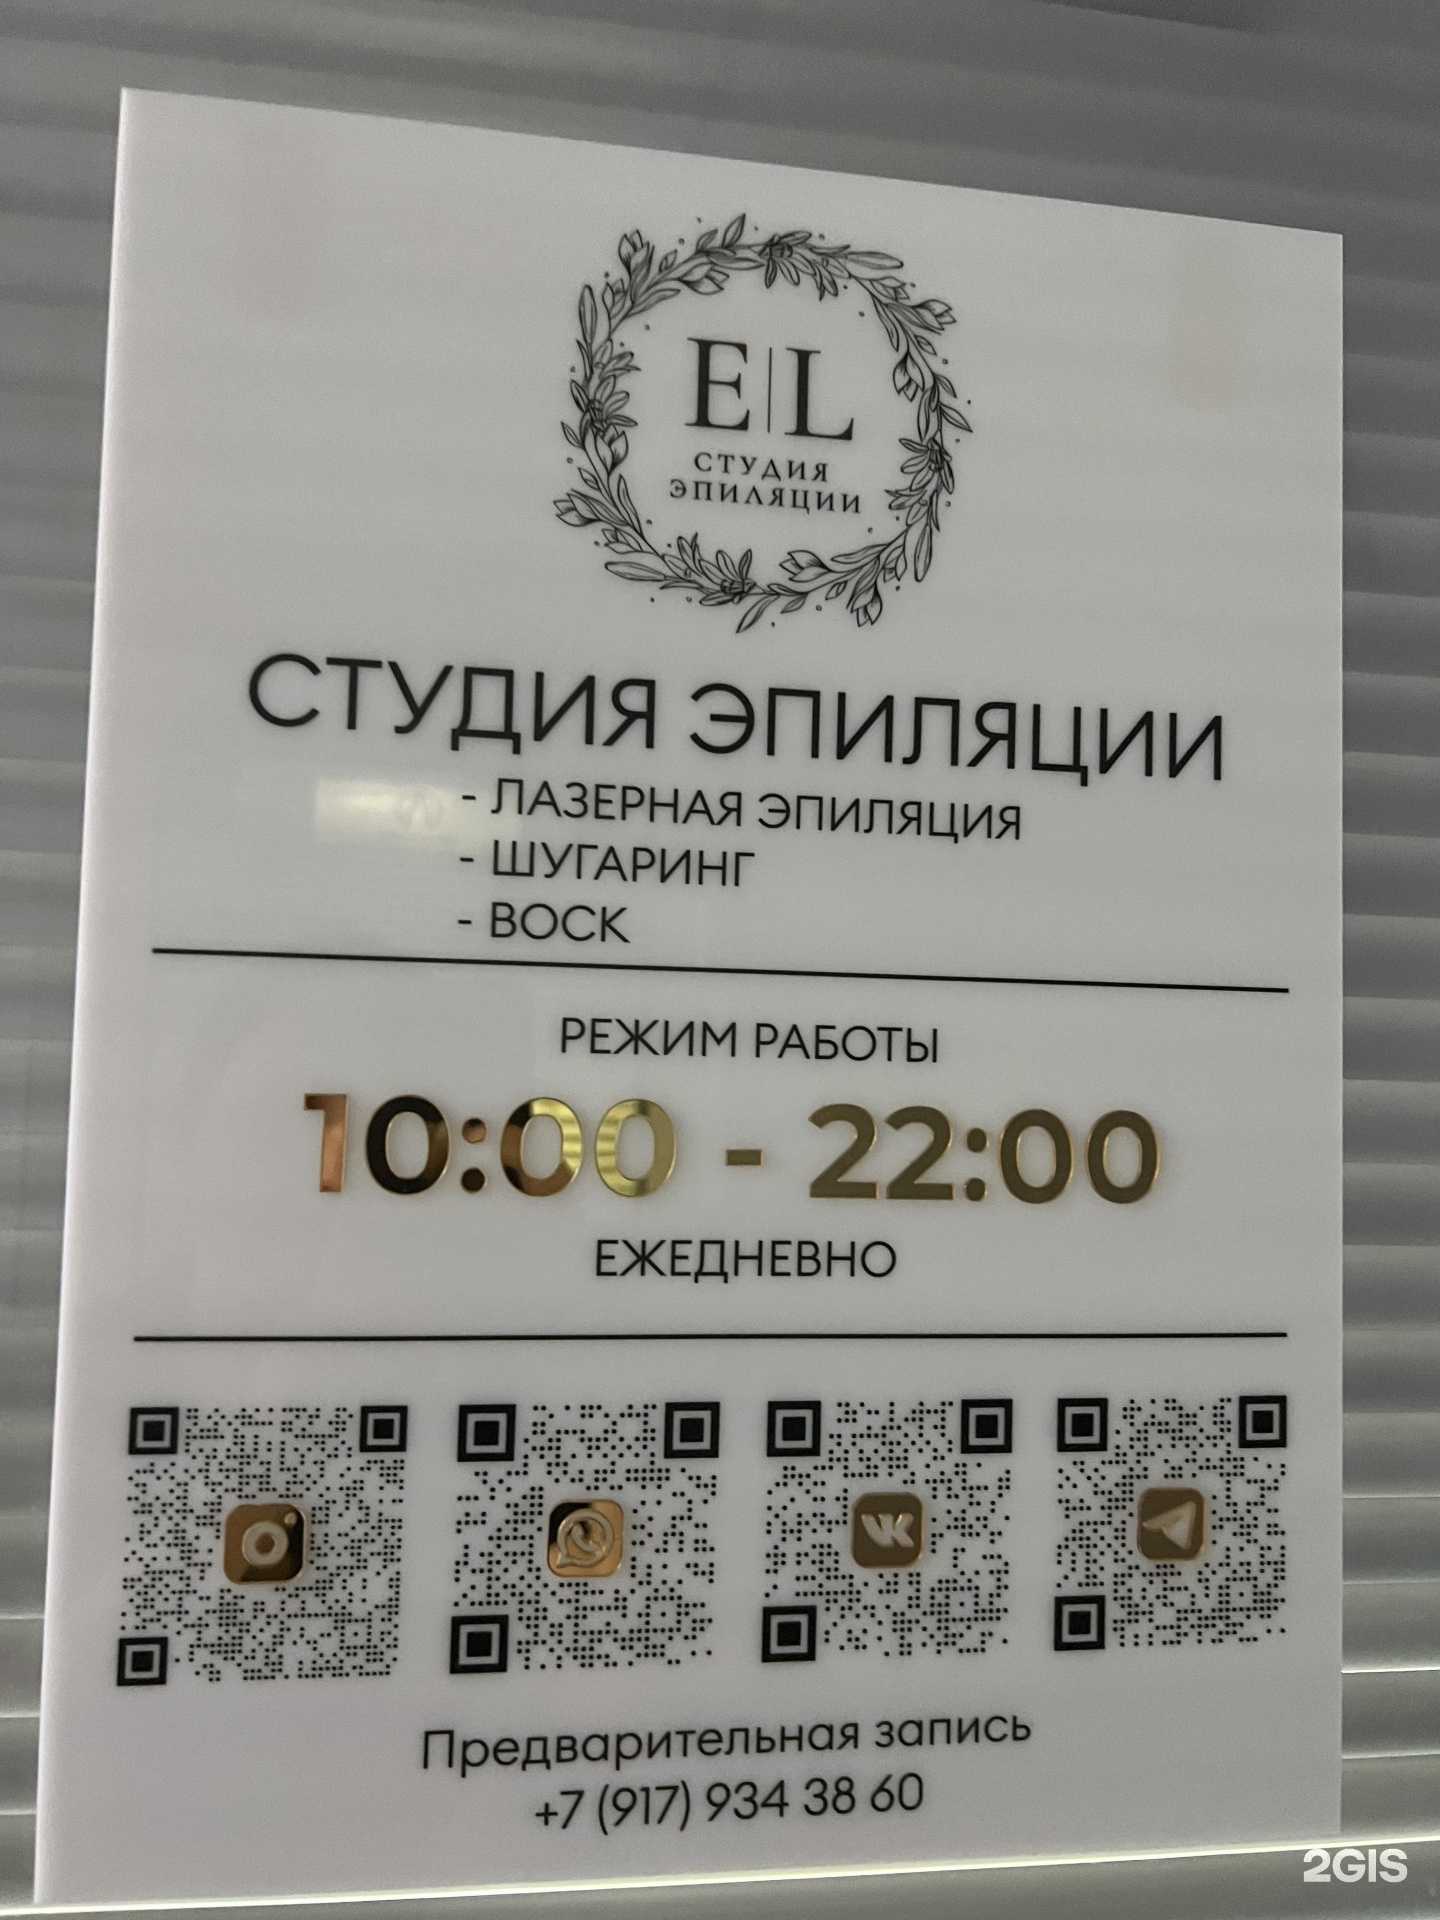 E|L
СТУДИЯ
ЭПИЛЯЦИИ
СТУДИЯ ЭПИЛЯЦИИ
- ЛАЗЕРНАЯ ЭПИЛЯЦИЯ
- ШУГАРИНГ
- ВОСК
РЕЖИМ РАБОТЫ
10:00 - 22:00
ЕЖЕДНЕВНО
Предварительная запись
+7 (917) 934 38 60
2GIS